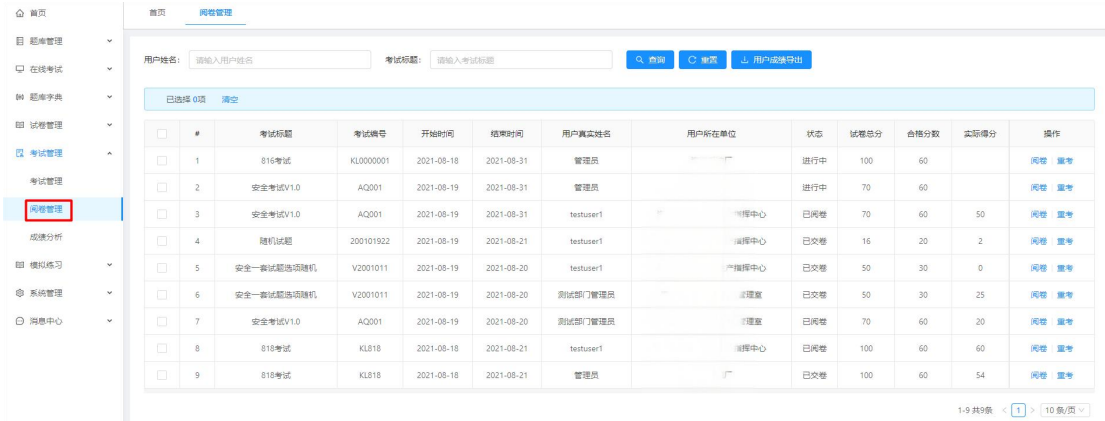 首页
题库管理
在线考试
题库字典
试卷管理
考试管理
考试管理
阅卷管理
成绩分析
模拟练习
系统管理
消息中心
首页 阅卷管理
用户姓名： 请输入用户姓名 考试标题： 请输入考试标题 查询 重置 用户成绩导出
已选择 0项 清空
# 考试标题 考试编号 开始时间 结束时间 用户真实姓名 用户所在单位 状态 试卷总分 合格分数 实际得分 操作
1 816考试 KL0000001 2021-08-18 2021-08-31 管理员 厂 进行中 100 60 阅卷 重考
2 安全考试V1.0 AQ001 2021-08-19 2021-08-31 管理员 进行中 70 60 阅卷 重考
3 安全考试V1.0 AQ001 2021-08-19 2021-08-31 testuser1 指挥中心 已阅卷 70 60 50 阅卷 重考
4 随机试题 200101922 2021-08-19 2021-08-21 testuser1 指挥中心 已交卷 16 20 2 阅卷 重考
5 安全一套试题选项随机 V2001011 2021-08-19 2021-08-20 testuser1 指挥中心 已交卷 50 30 0 阅卷 重考
6 安全一套试题选项随机 V2001011 2021-08-19 2021-08-20 测试部门管理员 管理室 已交卷 50 30 25 阅卷 重考
7 安全考试V1.0 AQ001 2021-08-19 2021-08-20 测试部门管理员 管理室 已阅卷 70 60 20 阅卷 重考
8 818考试 KL818 2021-08-18 2021-08-21 testuser1 指挥中心 已阅卷 100 60 60 阅卷 重考
9 818考试 KL818 2021-08-18 2021-08-21 管理员 厂 已交卷 100 60 54 阅卷 重考
1-9 共9条 < 1 > 10 条/页